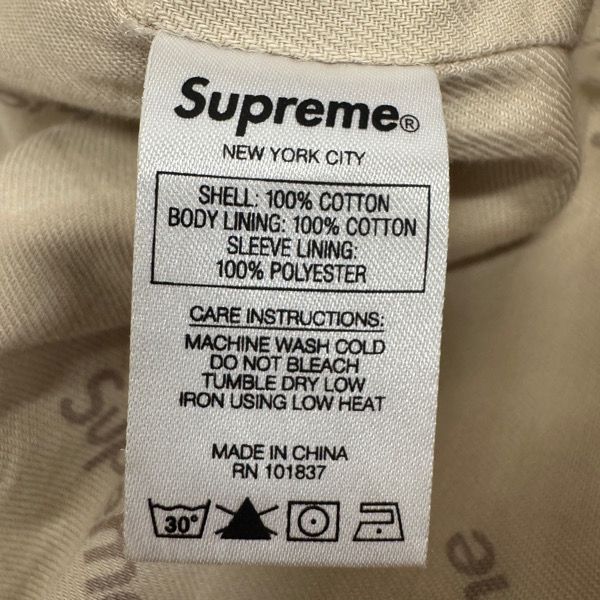 Supreme®
NEW YORK CITY
SHELL: 100% COTTON
BODY LINING: 100% COTTON
SLEEVE LINING:
100% POLYESTER
CARE INSTRUCTIONS:
MACHINE WASH COLD
DO NOT BLEACH
TUMBLE DRY LOW
IRON USING LOW HEAT
MADE IN CHINA
RN 101837
30°